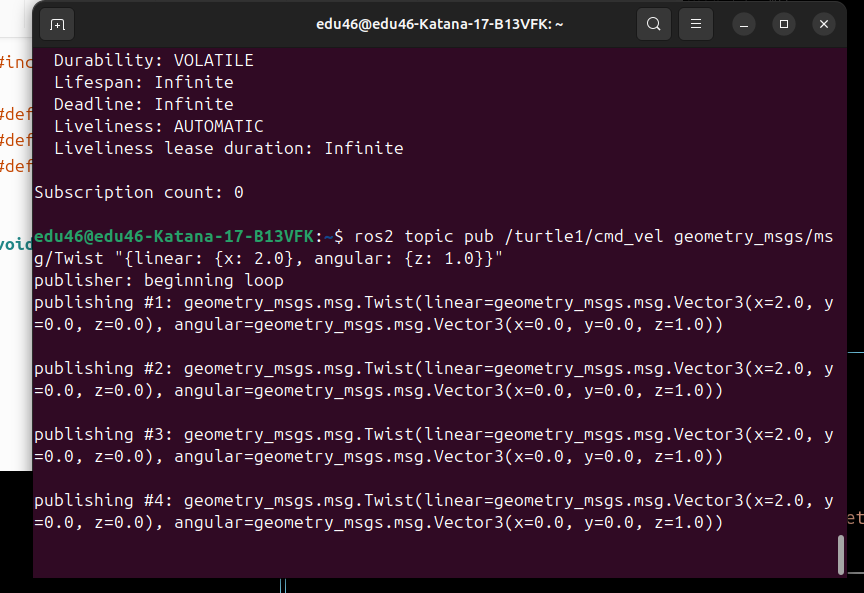 edu46@edu46-Katana-17-B13VFK: ~
#inc
#def
#def
#def
void
Durability: VOLATILE
Lifespan: Infinite
Deadline: Infinite
Liveliness: AUTOMATIC
Liveliness lease duration: Infinite
Subscription count: 0
edu46@edu46-Katana-17-B13VFK:~$ ros2 topic pub /turtle1/cmd_vel geometry_msgs/ms
g/Twist "{linear: {x: 2.0}, angular: {z: 1.0}}"
publisher: beginning loop
publishing #1: geometry_msgs.msg.Twist(linear=geometry_msgs.msg.Vector3(x=2.0, y
=0.0, z=0.0), angular=geometry_msgs.msg.Vector3(x=0.0, y=0.0, z=1.0))
publishing #2: geometry_msgs.msg.Twist(linear=geometry_msgs.msg.Vector3(x=2.0, y
=0.0, z=0.0), angular=geometry_msgs.msg.Vector3(x=0.0, y=0.0, z=1.0))
publishing #3: geometry_msgs.msg.Twist(linear=geometry_msgs.msg.Vector3(x=2.0, y
=0.0, z=0.0), angular=geometry_msgs.msg.Vector3(x=0.0, y=0.0, z=1.0))
publishing #4: geometry_msgs.msg.Twist(linear=geometry_msgs.msg.Vector3(x=2.0, y
=0.0, z=0.0), angular=geometry_msgs.msg.Vector3(x=0.0, y=0.0, z=1.0))
et